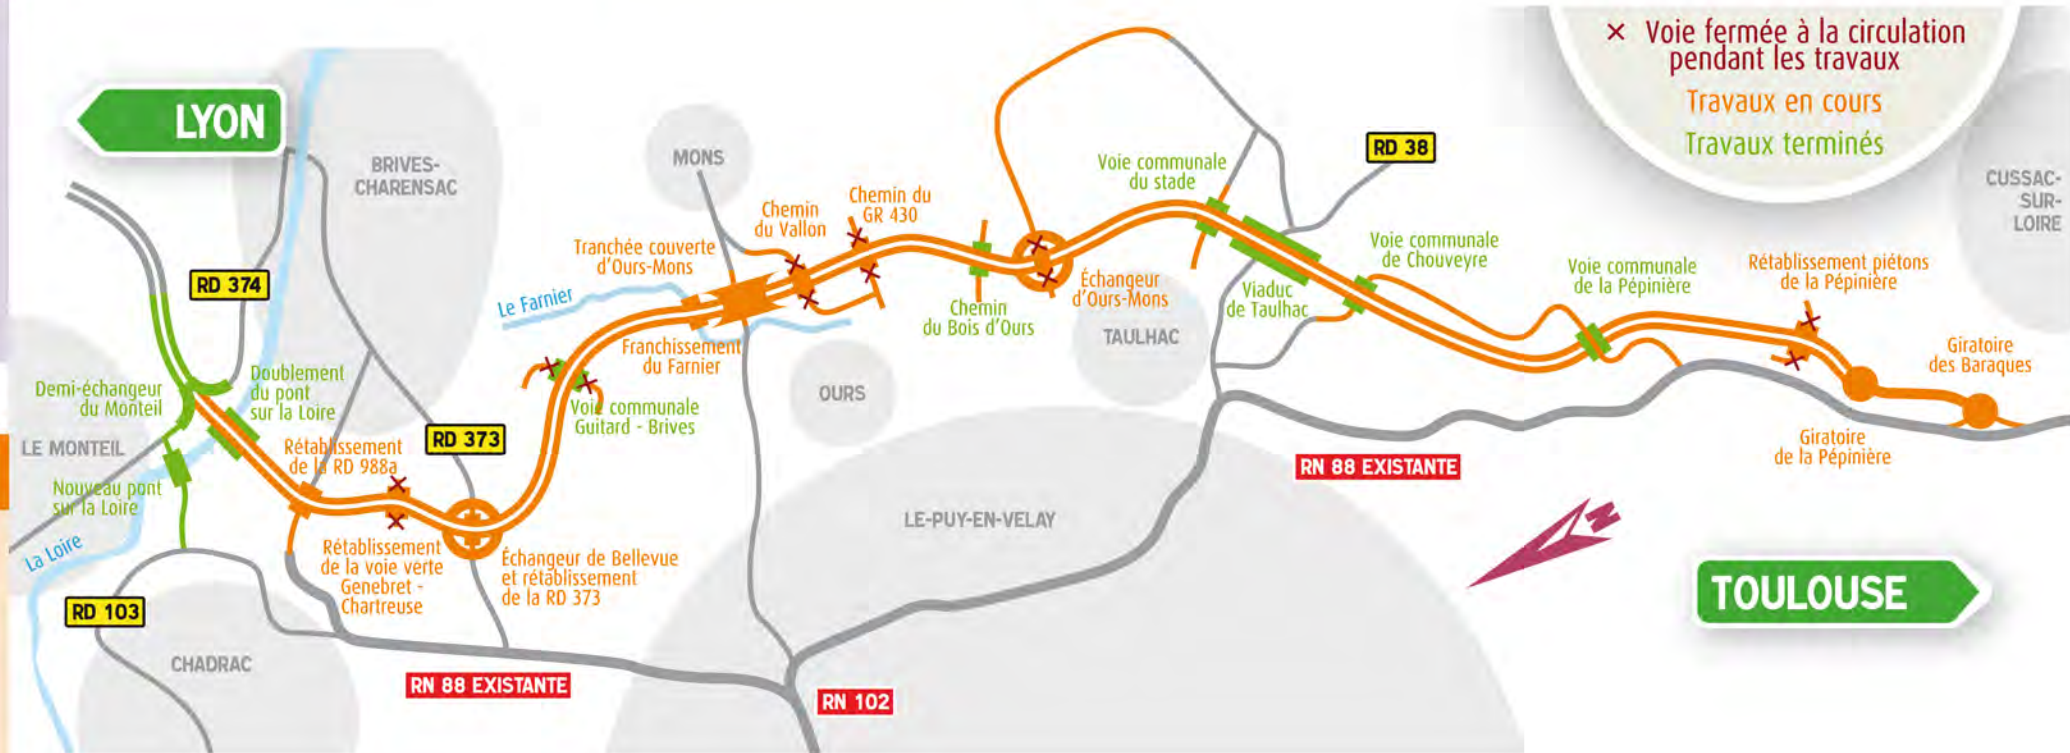 ✕ Voie fermée à la circulation
pendant les travaux
Travaux en cours
Travaux terminés
LYON
BRIVES-
CHARENSAC
MONS
RD 38
CUSSAC-
SUR-
LOIRE
RD 374
Le Farnier
Tranchée couverte
d'Ours-Mons
Chemin
du Vallon
Chemin du
GR 430
Voie communale
du stade
Échangeur
d'Ours-Mons
Chemin
du Bois d'Ours
Viaduc
de Taulhac
Voie communale
de Chouveyre
Voie communale
de la Pépinière
Rétablissement piétons
de la Pépinière
Giratoire
des Baraques
Giratoire
de la Pépinière
TAULHAC
OURS
Franchissement
du Farnier
Voie communale
Guitard - Brives
Demi-échangeur
du Monteil
Doublement
du pont
sur la Loire
LE MONTEIL
Rétablissement
de la RD 988a
RD 373
Nouveau pont
sur la Loire
La Loire
Rétablissement
de la voie verte
Genebret -
Chartreuse
Échangeur de Bellevue
et rétablissement
de la RD 373
LE-PUY-EN-VELAY
RN 88 EXISTANTE
N
TOULOUSE
RD 103
CHADRAC
RN 88 EXISTANTE
RN 102